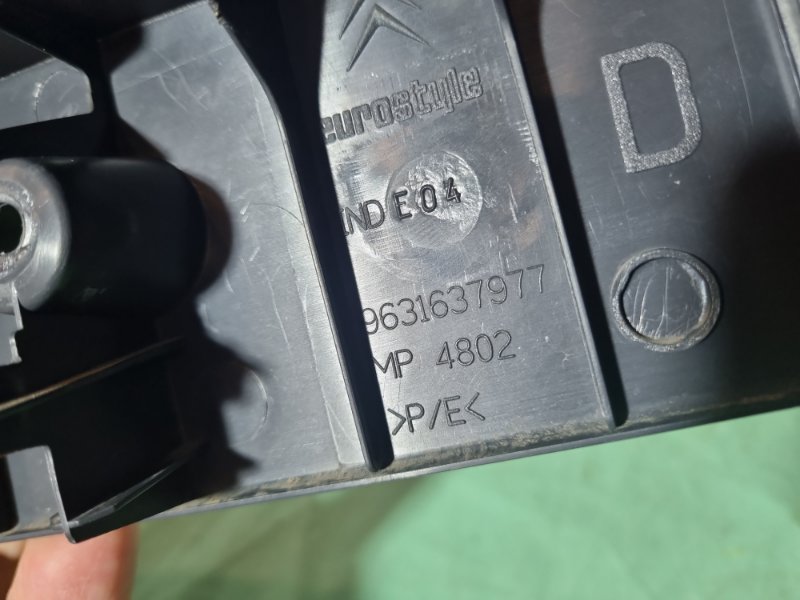 eurostyle
D
IND E 04
9631637977
MP 4802
>P/E<